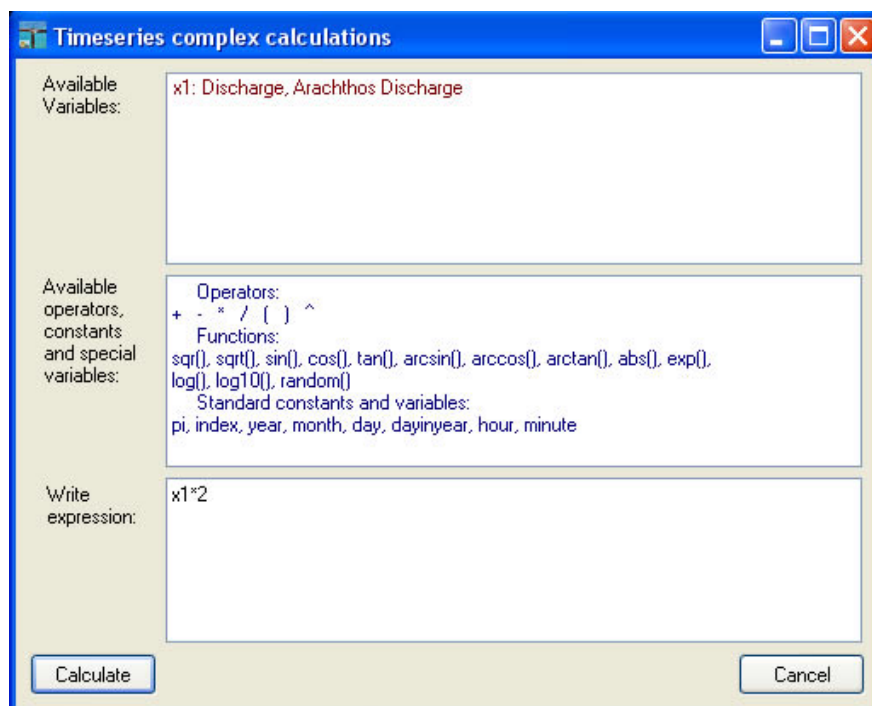 Timeseries complex calculations
Available
Variables:
x1: Discharge, Arachthos Discharge
Available
operators,
constants
and special
variables:
Operators:
+ - * / ( ) ^
Functions:
sqr(), sqrt(), sin(), cos(), tan(), arcsin(), arccos(), arctan(), abs(), exp(),
log(), log10(), random()
Standard constants and variables:
pi, index, year, month, day, dayinyear, hour, minute
Write
expression:
x1*2
Calculate
Cancel